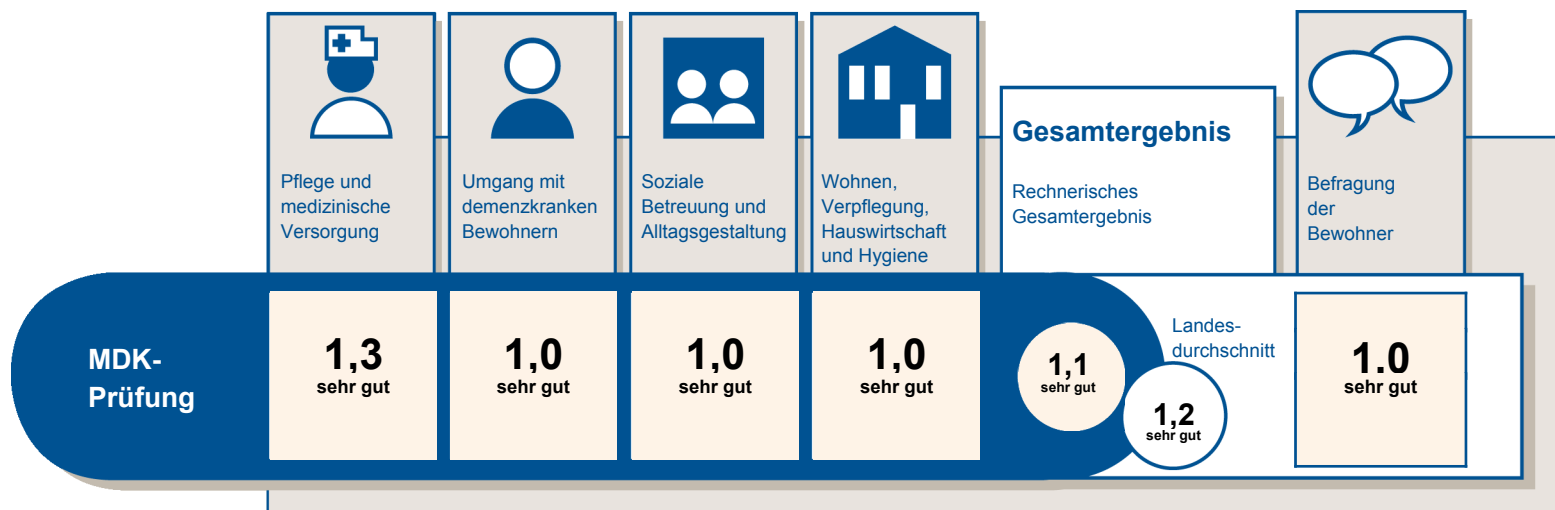 Pflege und
medizinische
Versorgung
Umgang mit
demenzkranken
Bewohnern
Soziale
Betreuung und
Alltagsgestaltung
Wohnen,
Verpflegung,
Hauswirtschaft
und Hygiene
Gesamtergebnis
Rechnerisches
Gesamtergebnis
Befragung
der
Bewohner
MDK-
Prüfung
1,3
sehr gut
1,0
sehr gut
1,0
sehr gut
1,0
sehr gut
1,1
sehr gut
Landes-
durchschnitt
1,2
sehr gut
1.0
sehr gut